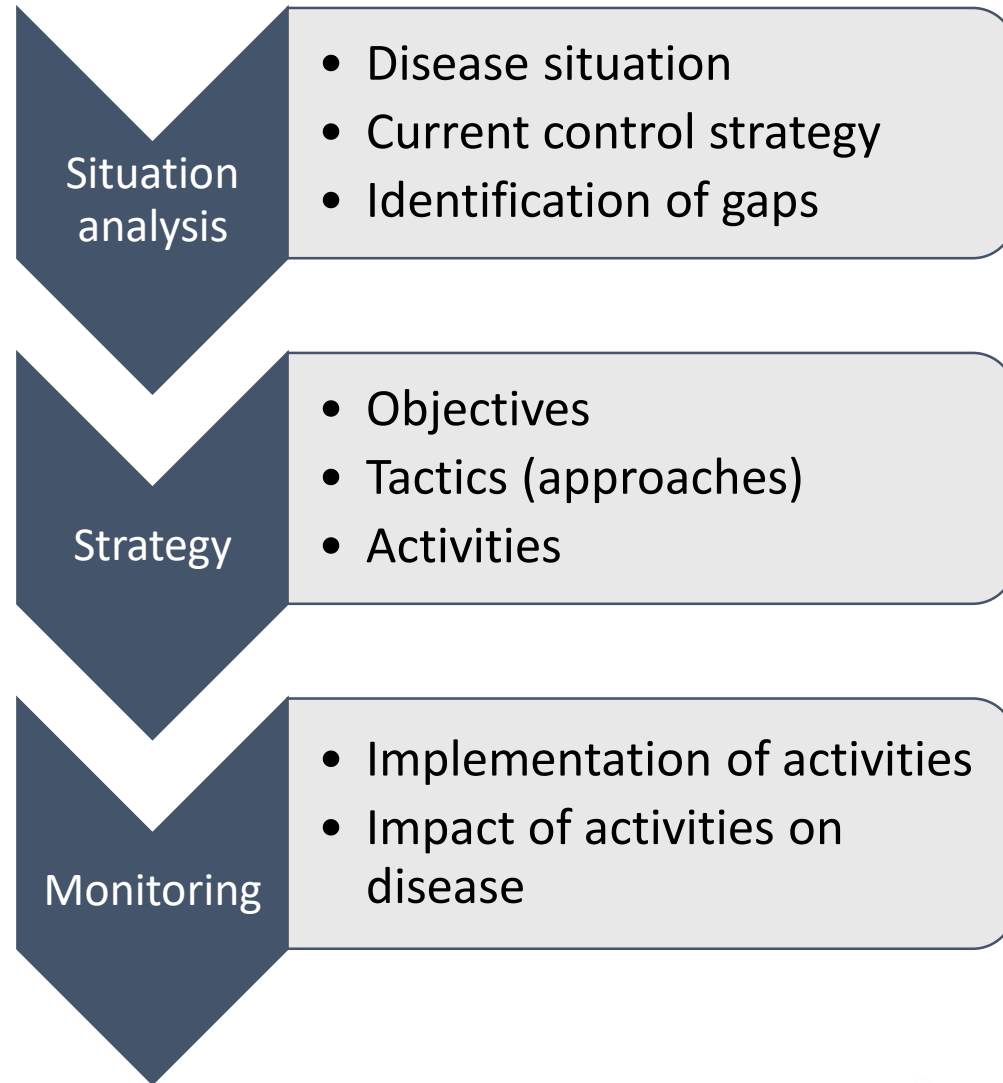 Situation
analysis
• Disease situation
• Current control strategy
• Identification of gaps
Strategy
• Objectives
• Tactics (approaches)
• Activities
Monitoring
• Implementation of activities
• Impact of activities on
disease